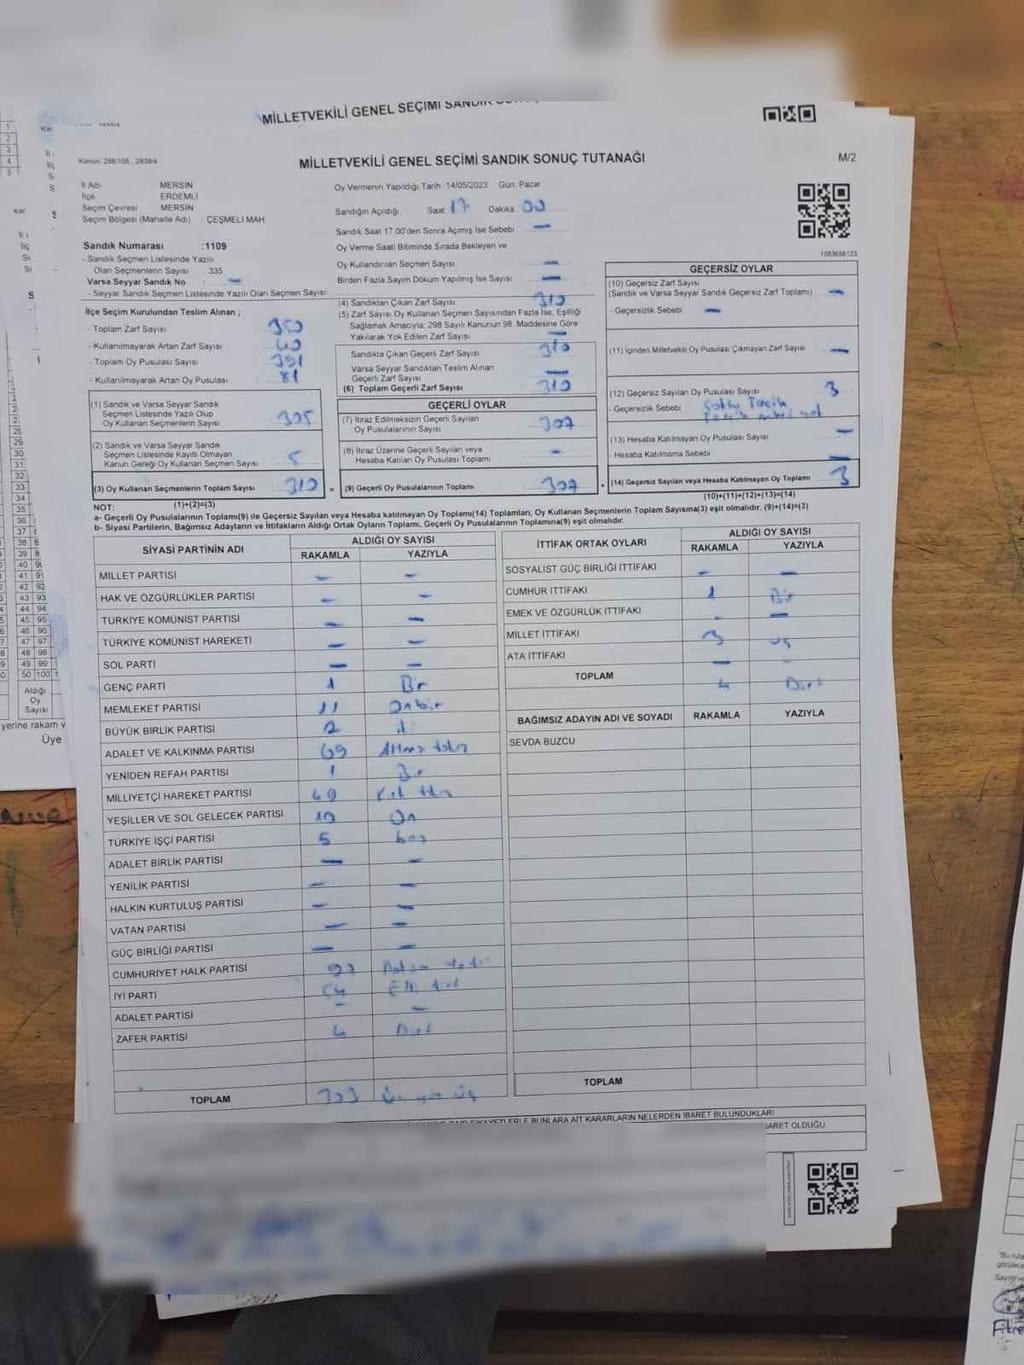 MİLLETVEKİLİ GENEL SEÇİMİ SANDIK
Kanun: 298/105, 2839/4
MİLLETVEKİLİ GENEL SEÇİMİ SANDIK SONUÇ TUTANAĞI
M/2
İl Adı MERSİN
İlçe ERDEMLİ
Seçim Çevresi MERSİN
Seçim Bölgesi (Mahalle Adı) ÇEŞMELİ MAH.
Sandık Numarası :1109
- Sandık Seçmen Listesinde Yazılı
Olan Seçmenlerin Sayısı : 335
Varsa Seyyar Sandık No : —
- Seyyar Sandık Seçmen Listesinde Yazılı Olan Seçmen Sayısı
İlçe Seçim Kurulundan Teslim Alınan ;
- Toplam Zarf Sayısı 350
- Kullanılmayarak Artan Zarf Sayısı 40
- Toplam Oy Pusulası Sayısı 391
- Kullanılmayarak Artan Oy Pusulası 81
(1) Sandık ve Varsa Seyyar Sandık
Seçmen Listesinde Yazılı Olup
Oy Kullanan Seçmenlerin Sayısı 305
(2) Sandık ve Varsa Seyyar Sandık
Seçmen Listesinde Kayıtlı Olmayan
Kanun Gereği Oy Kullanan Seçmen Sayısı 5
(3) Oy Kullanan Seçmenlerin Toplam Sayısı 310
(1)+(2)=(3)
Oy Vermenin Yapıldığı Tarih :14/05/2023 Gün: Pazar
Sandığın Açıldığı Saat 17 Dakika 00
Sandık Saat 17.00'den Sonra Açımış İse Sebebi : —
Oy Verme Saati Bitiminde Sırada Bekleyen ve
Oy Kullandırılan Seçmen Sayısı —
Birden Fazla Sayım Döküm Yapılmış İse Sayısı —
(4) Sandıktan Çıkan Zarf Sayısı 310
(5) Zarf Sayısı Oy Kullanan Seçmen Sayısından Fazla İse, Eşitliği
Sağlamak Amacıyla; 298 Sayılı Kanunun 98. Maddesine Göre
Yakılarak Yok Edilen Zarf Sayısı —
Sandıkta Çıkan Geçerli Zarf Sayısı 310
Varsa Seyyar Sandıktan Teslim Alınan
Geçerli Zarf Sayısı —
(6) Toplam Geçerli Zarf Sayısı 310
GEÇERLİ OYLAR
(7) İtiraz Edilmeksizin Geçerli Sayılan
Oy Pusulalarının Sayısı 307
(8) İtiraz Üzerine Geçerli Sayılan veya
Hesaba Katılan Oy Pusulası Toplamı -
= (9) Geçerli Oy Pusulalarının Toplamı 307
1083656123
GEÇERSİZ OYLAR
(10) Geçersiz Zarf Sayısı
(Sandık ve Varsa Seyyar Sandık Geçersiz Zarf Toplamı) —
- Geçersizlik Sebebi: —
(11) İçinden Milletvekili Oy Pusulası Çıkmayan Zarf Sayısı —
(12) Geçersiz Sayılan Oy Pusulası Sayısı 3
- Geçersizlik Sebebi
(13) Hesaba Katılmayan Oy Pusulası Sayısı —
Hesaba Katılmama Sebebi —
+ (14) Geçersiz Sayılan veya Hesaba Katılmayan Oy Toplamı 3
(10)+(11)+(12)+(13)=(14)
NOT:
a- Geçerli Oy Pusulalarının Toplamı(9) ile Geçersiz Sayılan veya Hesaba katılmayan Oy Toplamı(14) Toplamları, Oy Kullanan Seçmenlerin Toplam Sayısına(3) eşit olmalıdır. (9)+(14)=(3)
b- Siyasi Partilerin, Bağımsız Adayların ve İttifakların Aldığı Ortak Oyların Toplamı, Geçerli Oy Pusulalarının Toplamına(9) eşit olmalıdır.
SİYASİ PARTİNİN ADI ALDIĞI OY SAYISI
RAKAMLA YAZIYLA
MİLLET PARTİSİ — —
HAK VE ÖZGÜRLÜKLER PARTİSİ — —
TÜRKİYE KOMÜNİST PARTİSİ — —
TÜRKİYE KOMÜNİST HAREKETİ — —
SOL PARTİ — —
GENÇ PARTİ 1 Bir
MEMLEKET PARTİSİ 11 Onbir
BÜYÜK BİRLİK PARTİSİ 2
ADALET VE KALKINMA PARTİSİ 69
YENİDEN REFAH PARTİSİ 1 Bir
MİLLİYETÇİ HAREKET PARTİSİ 49
YEŞİLLER VE SOL GELECEK PARTİSİ 10 On
TÜRKİYE İŞÇİ PARTİSİ 5 beş
ADALET BİRLİK PARTİSİ — —
YENİLİK PARTİSİ — —
HALKIN KURTULUŞ PARTİSİ — —
VATAN PARTİSİ — —
GÜÇ BİRLİĞİ PARTİSİ — —
CUMHURİYET HALK PARTİSİ
İYİ PARTİ 54 Elli dört
ADALET PARTİSİ — —
ZAFER PARTİSİ 4 Dört
TOPLAM 303 Üç yüz üç
İTTİFAK ORTAK OYLARI ALDIĞI OY SAYISI
RAKAMLA YAZIYLA
SOSYALİST GÜÇ BİRLİĞİ İTTİFAKI — —
CUMHUR İTTİFAKI 1 Bir
EMEK VE ÖZGÜRLÜK İTTİFAKI —
MİLLET İTTİFAKI 3 üç
ATA İTTİFAKI —
TOPLAM 4 Dört
BAĞIMSIZ ADAYIN ADI VE SOYADI RAKAMLA YAZIYLA
SEVDA BUZCU
TOPLAM
BUNLARA AİT KARARLARIN NELERDEN İBARET BULUNDUKLARI
İBARET OLDUĞU
Aldığı
Oy
Sayısı
yerine rakam v
Üye